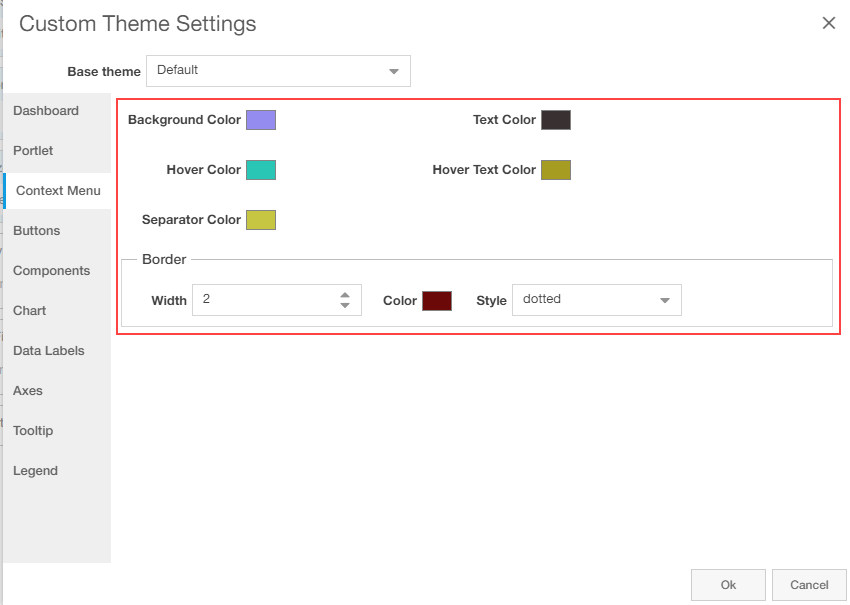 Custom Theme Settings
Base theme Default
Dashboard
Portlet
Context Menu
Buttons
Components
Chart
Data Labels
Axes
Tooltip
Legend
Background Color Text Color
Hover Color Hover Text Color
Separator Color
Border
Width 2 Color Style dotted
Ok Cancel